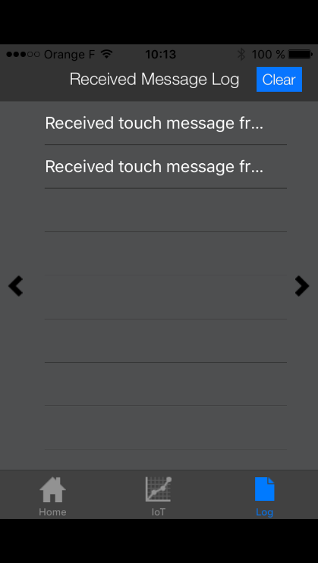 Orange F 10:13 100 %
Received Message Log Clear
Received touch message fr...
Received touch message fr...
Home IoT Log